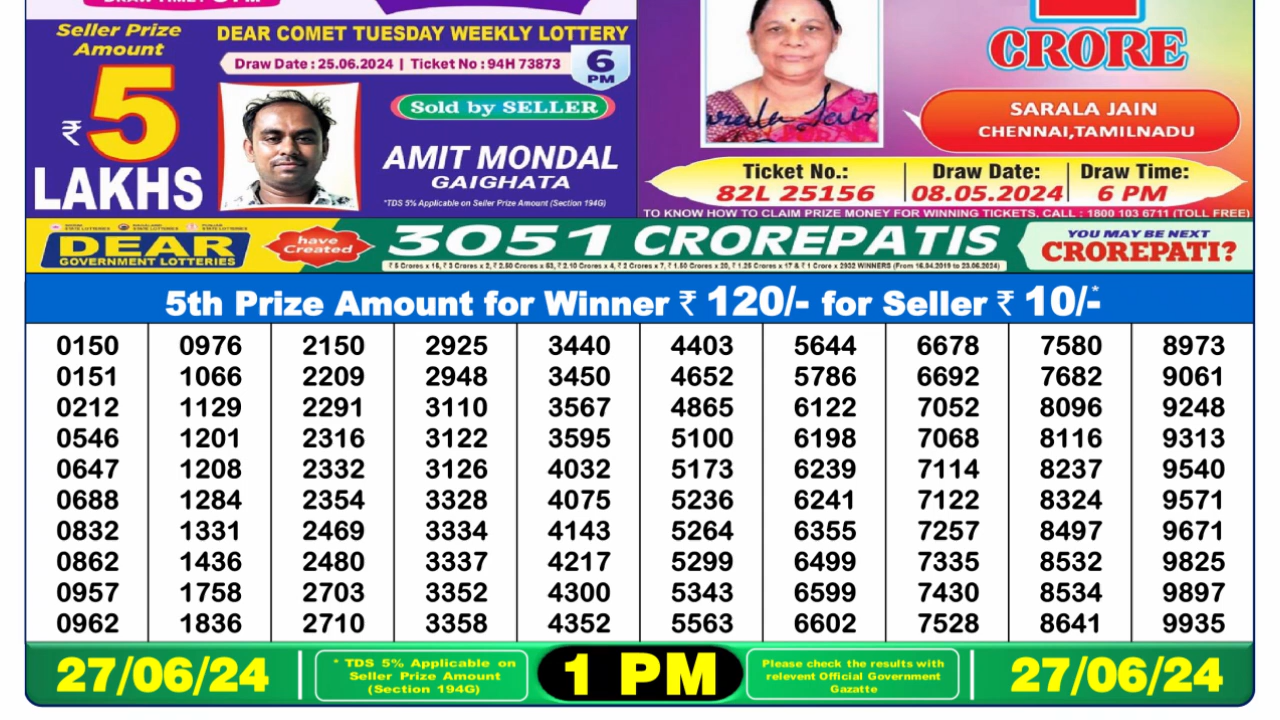 Seller Prize
Amount
₹5
LAKHS
DEAR COMET TUESDAY WEEKLY LOTTERY
Draw Date : 25.06.2024 | Ticket No : 94H 73873
6
PM
Sold by SELLER
AMIT MONDAL
GAIGHATA
*TDS 5% Applicable on Seller Prize Amount (Section 194G)
CRORE
SARALA JAIN
CHENNAI,TAMILNADU
Ticket No.:
82L 25156
Draw Date:
08.05.2024
Draw Time:
6 PM
TO KNOW HOW TO CLAIM PRIZE MONEY FOR WINNING TICKETS, CALL : 1800 103 6711 (TOLL FREE)
DEAR
GOVERNMENT LOTTERIES
have
Created
3051 CROREPATIS
YOU MAY BE NEXT
CROREPATI?
5th Prize Amount for Winner ₹ 120/- for Seller ₹ 10/-*
0150 0976 2150 2925 3440 4403 5644 6678 7580 8973
0151 1066 2209 2948 3450 4652 5786 6692 7682 9061
0212 1129 2291 3110 3567 4865 6122 7052 8096 9248
0546 1201 2316 3122 3595 5100 6198 7068 8116 9313
0647 1208 2332 3126 4032 5173 6239 7114 8237 9540
0688 1284 2354 3328 4075 5236 6241 7122 8324 9571
0832 1331 2469 3334 4143 5264 6355 7257 8497 9671
0862 1436 2480 3337 4217 5299 6499 7335 8532 9825
0957 1758 2703 3352 4300 5343 6599 7430 8534 9897
0962 1836 2710 3358 4352 5563 6602 7528 8641 9935
27/06/24
* TDS 5% Applicable on
Seller Prize Amount
(Section 194G)
1 PM
Please check the results with
relevent Official Government
Gazatte
27/06/24